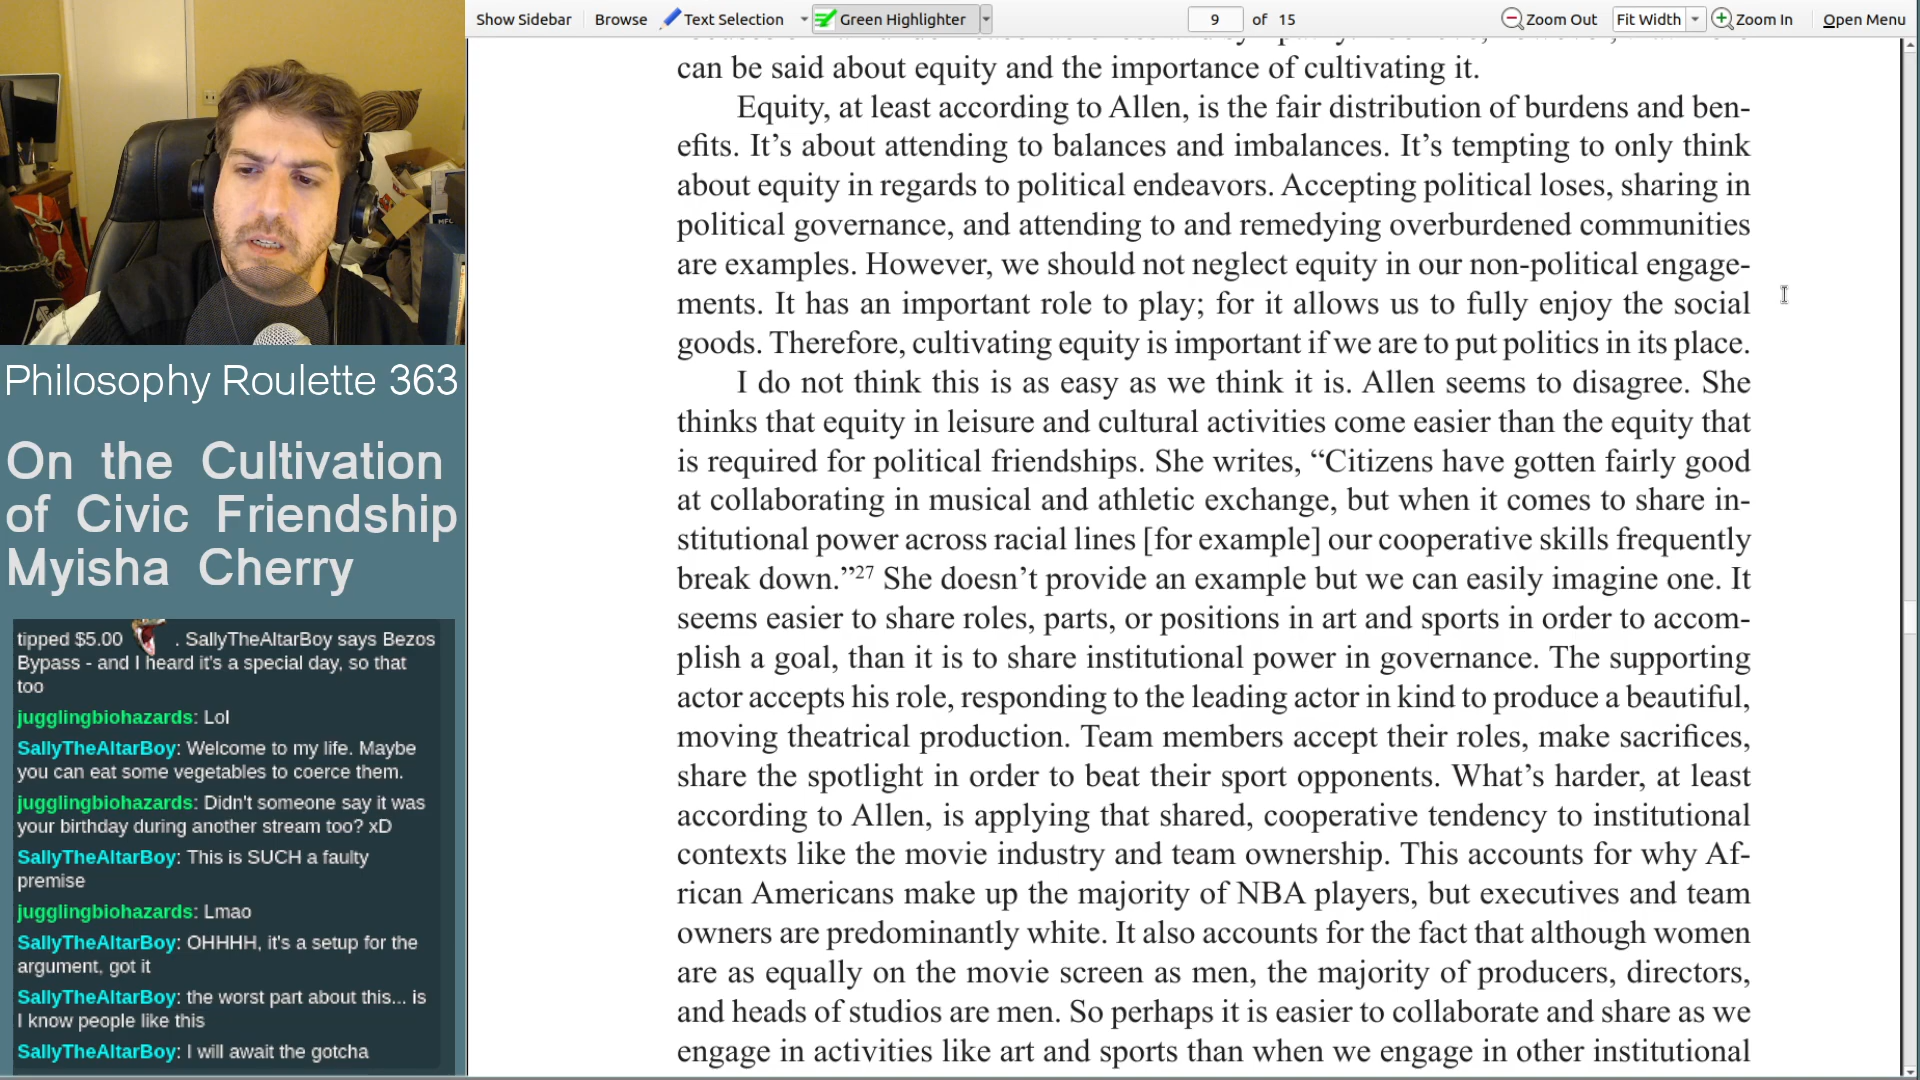 Show Sidebar Browse Text Selection Green Highlighter 9 of 15 Zoom Out Fit Width Zoom In Open Menu
can be said about equity and the importance of cultivating it.
Equity, at least according to Allen, is the fair distribution of burdens and ben-
efits. It’s about attending to balances and imbalances. It’s tempting to only think
about equity in regards to political endeavors. Accepting political loses, sharing in
political governance, and attending to and remedying overburdened communities
are examples. However, we should not neglect equity in our non-political engage-
ments. It has an important role to play; for it allows us to fully enjoy the social
goods. Therefore, cultivating equity is important if we are to put politics in its place.
I do not think this is as easy as we think it is. Allen seems to disagree. She
thinks that equity in leisure and cultural activities come easier than the equity that
is required for political friendships. She writes, “Citizens have gotten fairly good
at collaborating in musical and athletic exchange, but when it comes to share in-
stitutional power across racial lines [for example] our cooperative skills frequently
break down.”27 She doesn’t provide an example but we can easily imagine one. It
seems easier to share roles, parts, or positions in art and sports in order to accom-
plish a goal, than it is to share institutional power in governance. The supporting
actor accepts his role, responding to the leading actor in kind to produce a beautiful,
moving theatrical production. Team members accept their roles, make sacrifices,
share the spotlight in order to beat their sport opponents. What’s harder, at least
according to Allen, is applying that shared, cooperative tendency to institutional
contexts like the movie industry and team ownership. This accounts for why Af-
rican Americans make up the majority of NBA players, but executives and team
owners are predominantly white. It also accounts for the fact that although women
are as equally on the movie screen as men, the majority of producers, directors,
and heads of studios are men. So perhaps it is easier to collaborate and share as we
engage in activities like art and sports than when we engage in other institutional
Philosophy Roulette 363
On the Cultivation
of Civic Friendship
Myisha Cherry
tipped $5.00 . SallyTheAltarBoy says Bezos
Bypass - and I heard it's a special day, so that
too
jugglingbiohazards: Lol
SallyTheAltarBoy: Welcome to my life. Maybe
you can eat some vegetables to coerce them.
jugglingbiohazards: Didn't someone say it was
your birthday during another stream too? xD
SallyTheAltarBoy: This is SUCH a faulty
premise
jugglingbiohazards: Lmao
SallyTheAltarBoy: OHHHH, it's a setup for the
argument, got it
SallyTheAltarBoy: the worst part about this... is
I know people like this
SallyTheAltarBoy: I will await the gotcha